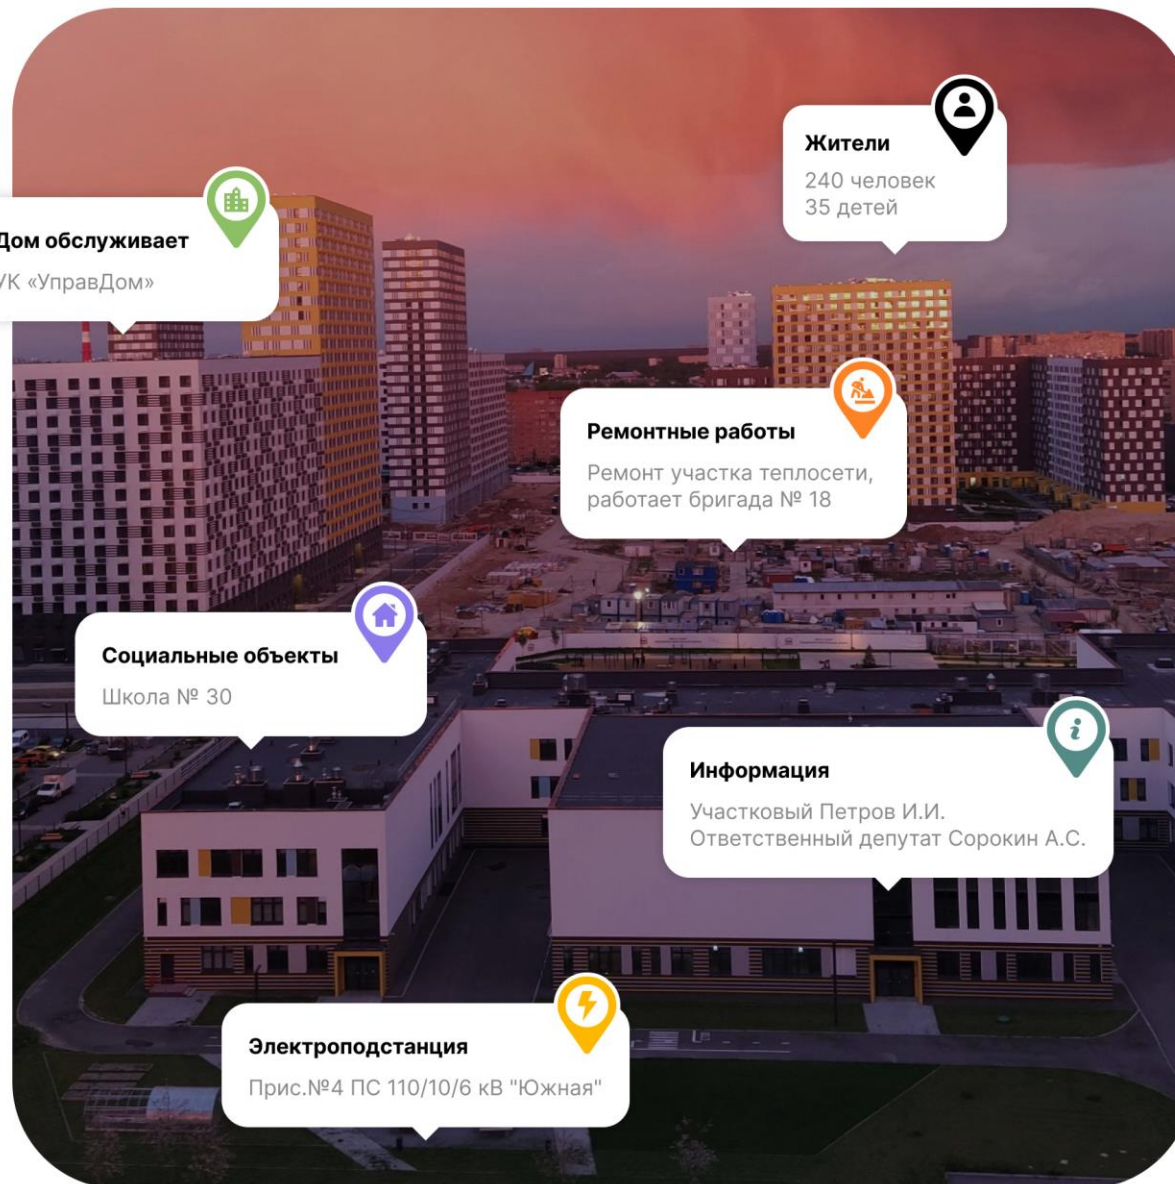 Жители
240 человек
35 детей
Дом обслуживает
УК «УправДом»
Ремонтные работы
Ремонт участка теплосети,
работает бригада № 18
Социальные объекты
Школа № 30
Информация
Участковый Петров И.И.
Ответственный депутат Сорокин А.С.
Электроподстанция
Прис.№4 ПС 110/10/6 кВ "Южная"